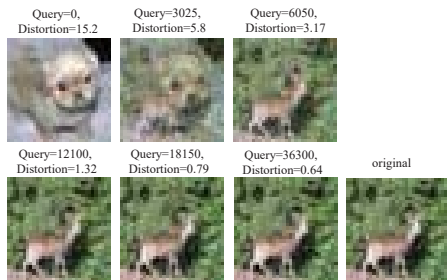 Query=0,
Distortion=15.2
Query=3025,
Distortion=5.8
Query=6050,
Distortion=3.17
Query=12100,
Distortion=1.32
Query=18150,
Distortion=0.79
Query=36300,
Distortion=0.64
original